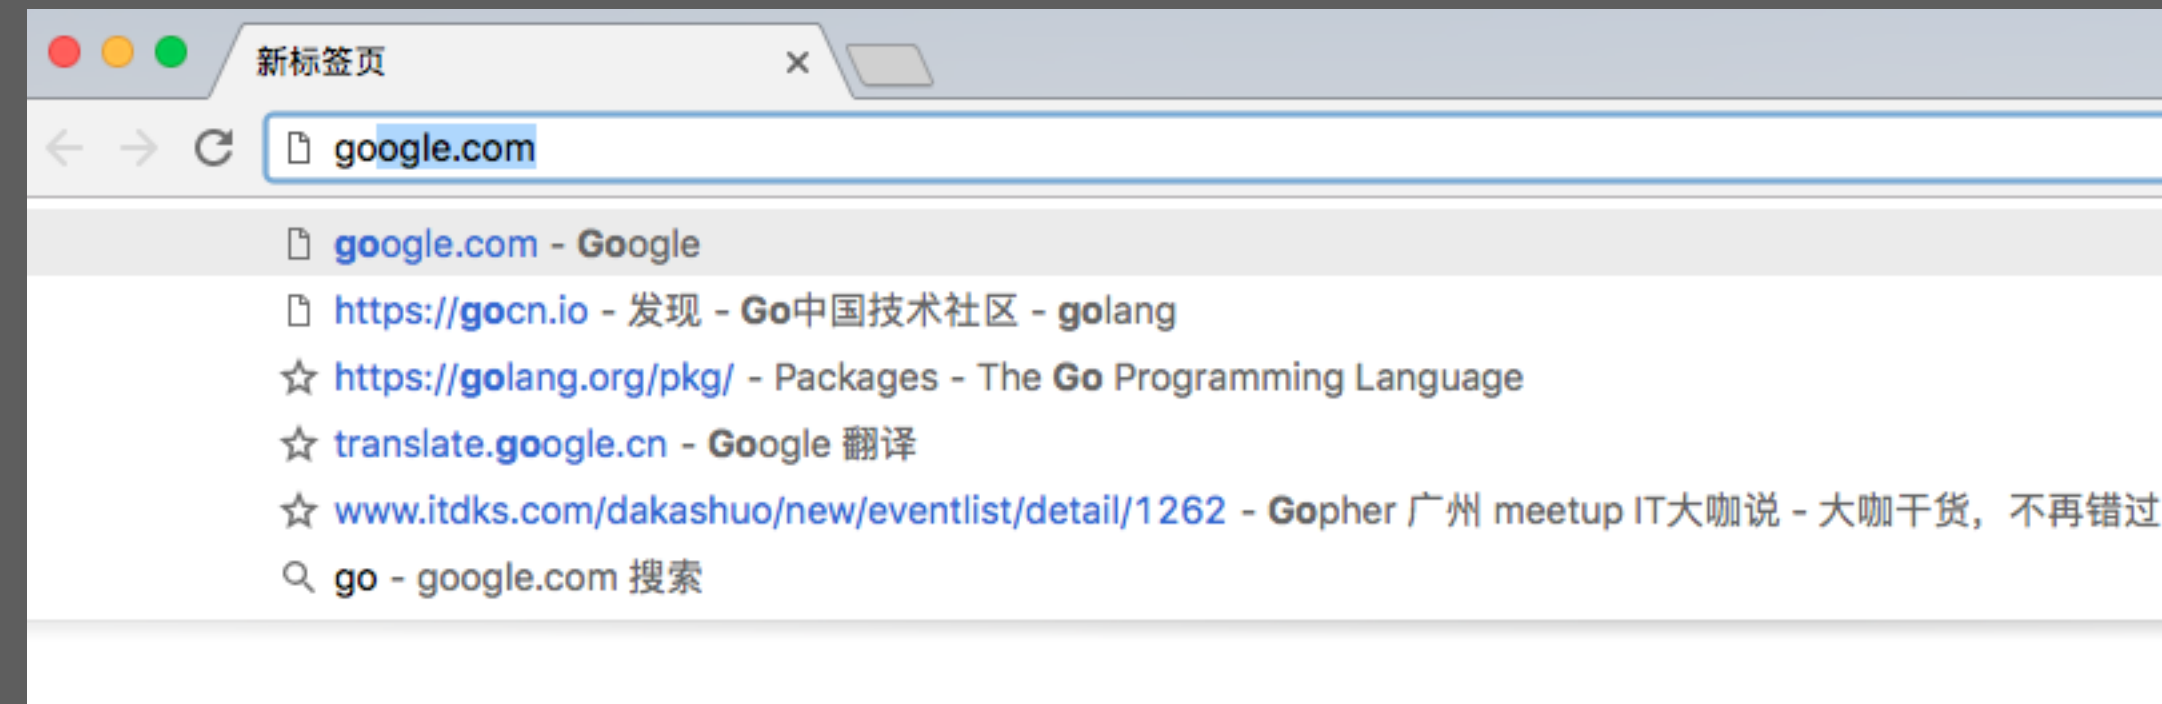 新标签页
google.com
google.com - Google
https://gocn.io - 发现 - Go中国技术社区 - golang
https://golang.org/pkg/ - Packages - The Go Programming Language
translate.google.cn - Google 翻译
www.itdks.com/dakashuo/new/eventlist/detail/1262 - Gopher 广州 meetup IT大咖说 - 大咖干货，不再错过
go - google.com 搜索